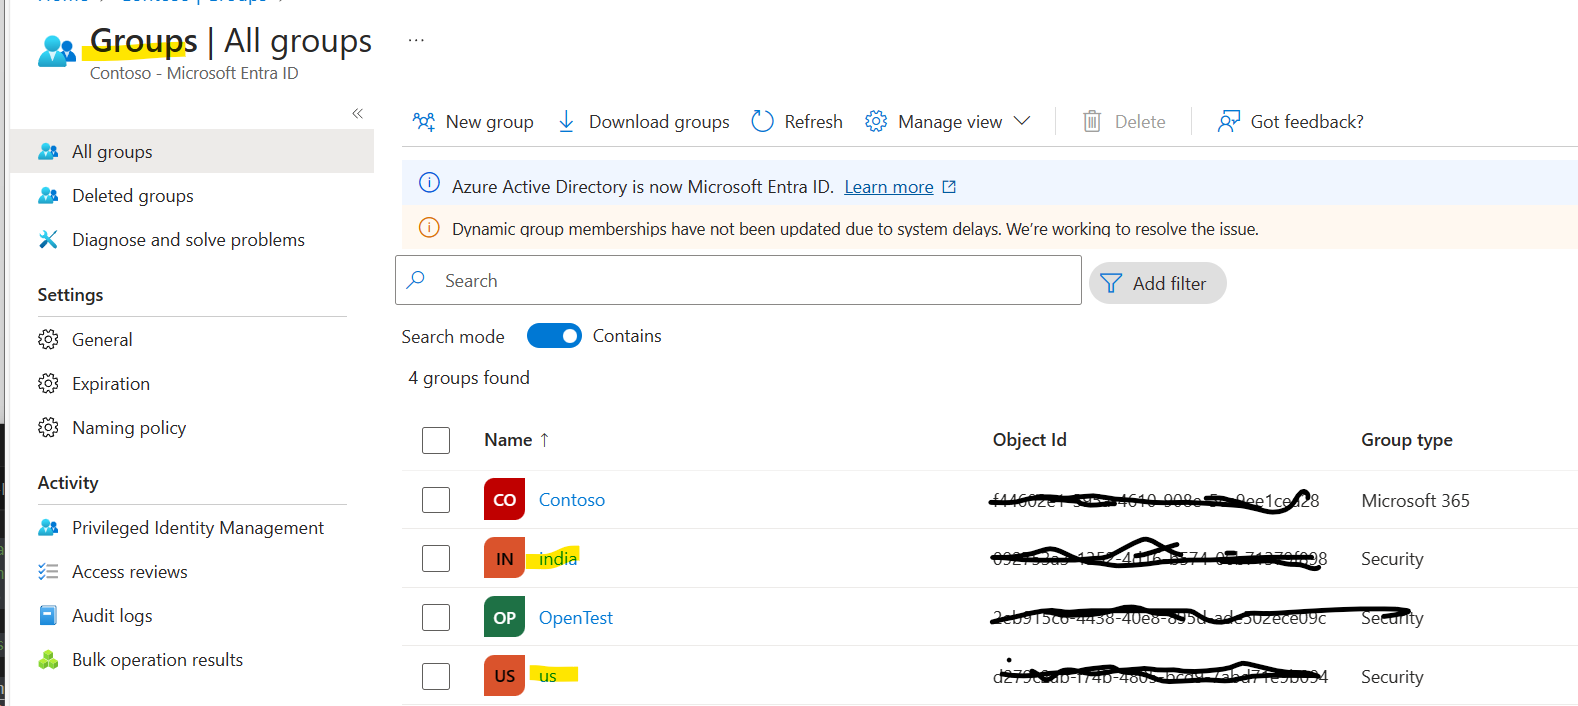 Groups | All groups
...
Contoso - Microsoft Entra ID
«
New group
Download groups
Refresh
Manage view
Delete
Got feedback?
All groups
Deleted groups
Diagnose and solve problems
Settings
General
Expiration
Naming policy
Activity
Privileged Identity Management
Access reviews
Audit logs
Bulk operation results
Azure Active Directory is now Microsoft Entra ID. Learn more
Dynamic group memberships have not been updated due to system delays. We're working to resolve the issue.
Search
Add filter
Search mode
Contains
4 groups found
Name ↑
Object Id
Group type
CO
Contoso
Microsoft 365
IN
india
Security
OP
OpenTest
Security
US
us
Security